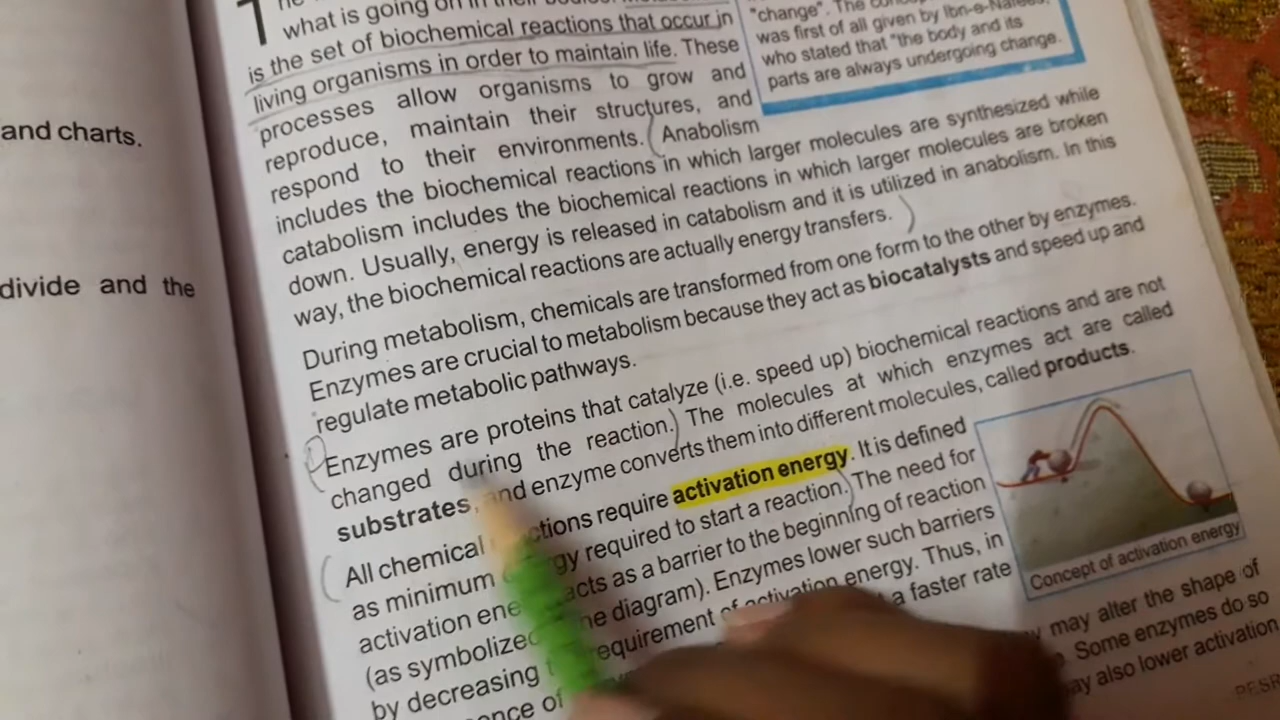 and charts.
divide and the
what is going on in their bodies.
is the set of biochemical reactions that occur in
living organisms in order to maintain life. These
processes allow organisms to grow and
reproduce, maintain their structures, and
respond to their environments. (Anabolism
includes the biochemical reactions in which larger molecules are synthesized while
catabolism includes the biochemical reactions in which larger molecules are broken
down. Usually, energy is released in catabolism and it is utilized in anabolism. In this
way, the biochemical reactions are actually energy transfers. )
"change". The
was first of all given by Ibn-e-Nafees,
who stated that "the body and its
parts are always undergoing change.
During metabolism, chemicals are transformed from one form to the other by enzymes.
Enzymes are crucial to metabolism because they act as biocatalysts and speed up and
regulate metabolic pathways.
Enzymes are proteins that catalyze (i.e. speed up) biochemical reactions and are not
changed during the reaction.) The molecules at which enzymes act are called
substrates, and enzyme converts them into different molecules, called products.
(All chemical ctions require activation energy. It is defined
as minimum gy required to start a reaction.) The need for
activation ene acts as a barrier to the beginning of reaction
(as symbolized he diagram). Enzymes lower such barriers
by decreasing requirement of activation energy. Thus, in
ence of a faster rate
Concept of activation energy
may alter the shape of
Some enzymes do so
may also lower activation